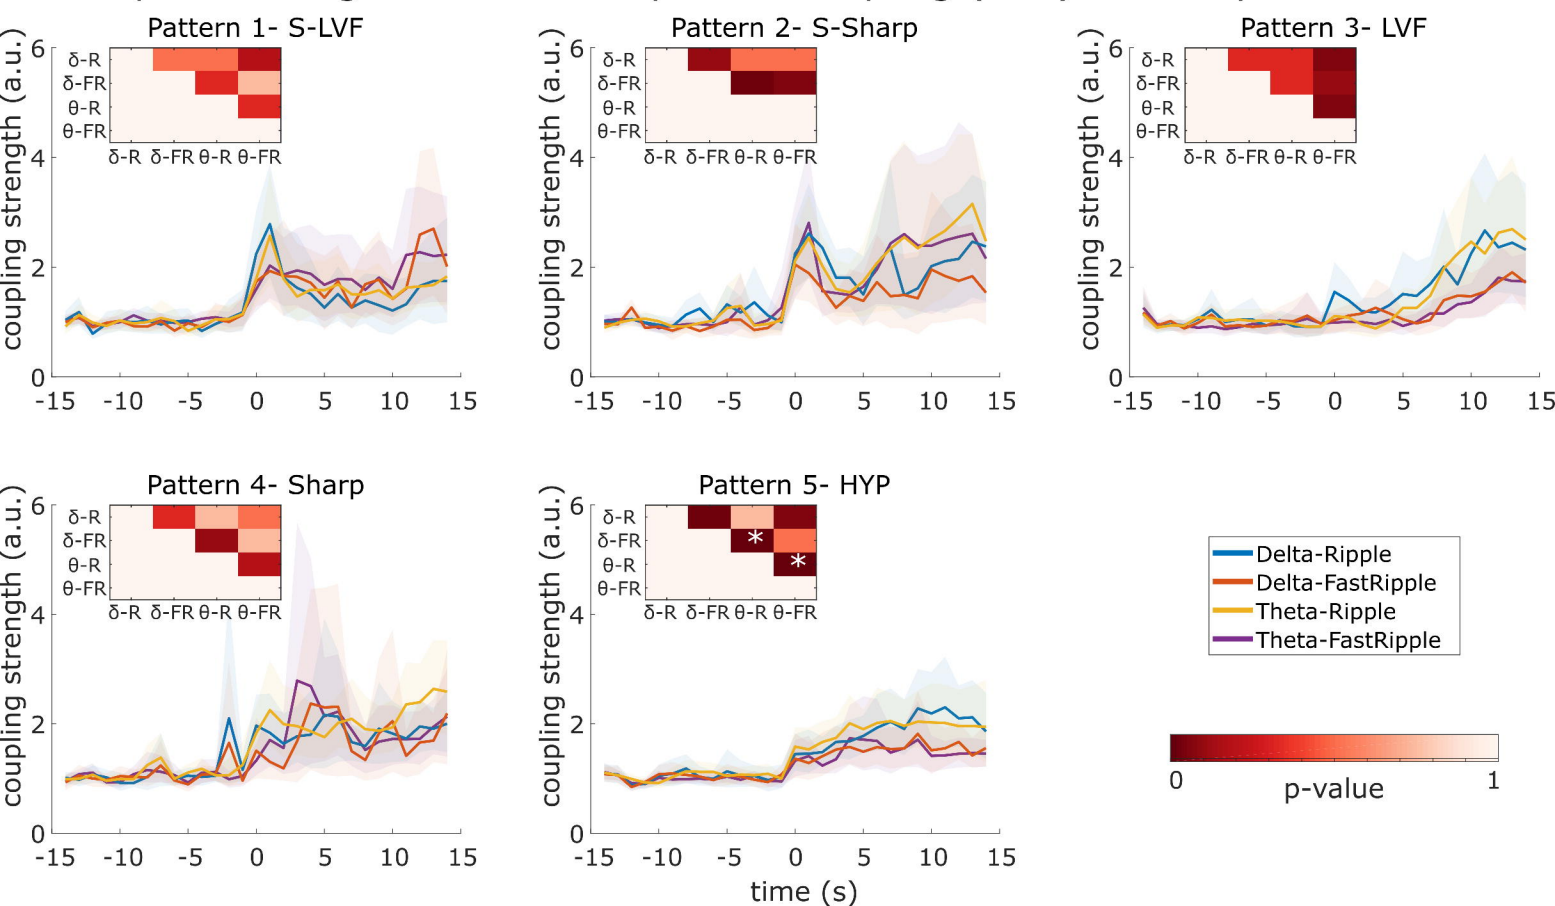 Pattern 1- S-LVF
coupling strength (a.u.)
6
4
2
0
δ-R
δ-FR
θ-R
θ-FR
δ-R δ-FR θ-R θ-FR
-15 -10 -5 0 5 10 15
Pattern 2- S-Sharp
coupling strength (a.u.)
6
4
2
0
δ-R
δ-FR
θ-R
θ-FR
δ-R δ-FR θ-R θ-FR
-15 -10 -5 0 5 10 15
Pattern 3- LVF
coupling strength (a.u.)
6
4
2
0
δ-R
δ-FR
θ-R
θ-FR
δ-R δ-FR θ-R θ-FR
-15 -10 -5 0 5 10 15
Pattern 4- Sharp
coupling strength (a.u.)
6
4
2
0
δ-R
δ-FR
θ-R
θ-FR
δ-R δ-FR θ-R θ-FR
-15 -10 -5 0 5 10 15
Pattern 5- HYP
coupling strength (a.u.)
6
4
2
0
δ-R
δ-FR
θ-R
θ-FR
*
*
δ-R δ-FR θ-R θ-FR
-15 -10 -5 0 5 10 15
time (s)
Delta-Ripple
Delta-FastRipple
Theta-Ripple
Theta-FastRipple
0 1
p-value